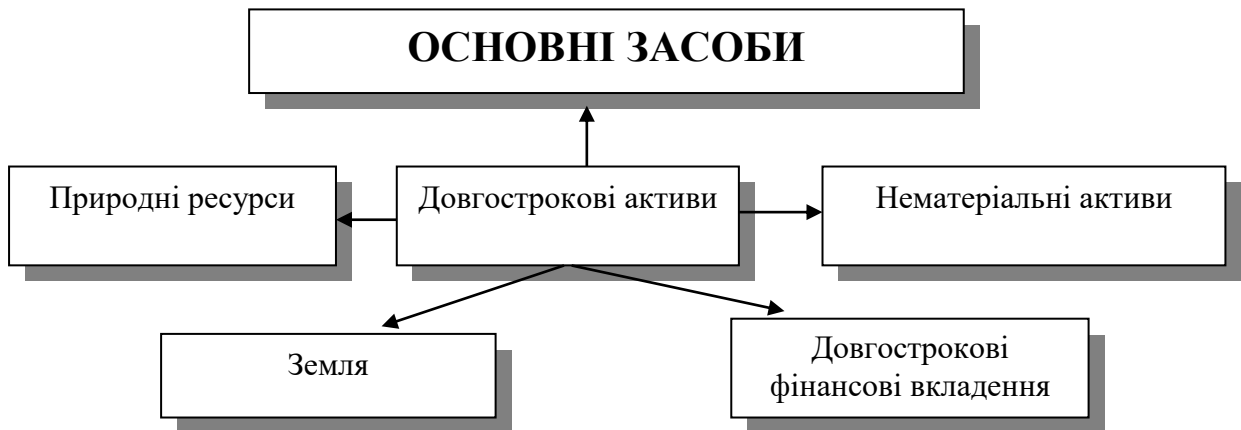 ОСНОВНІ ЗАСОБИ
Природні ресурси
Довгострокові активи
Нематеріальні активи
Земля
Довгострокові
фінансові вкладення